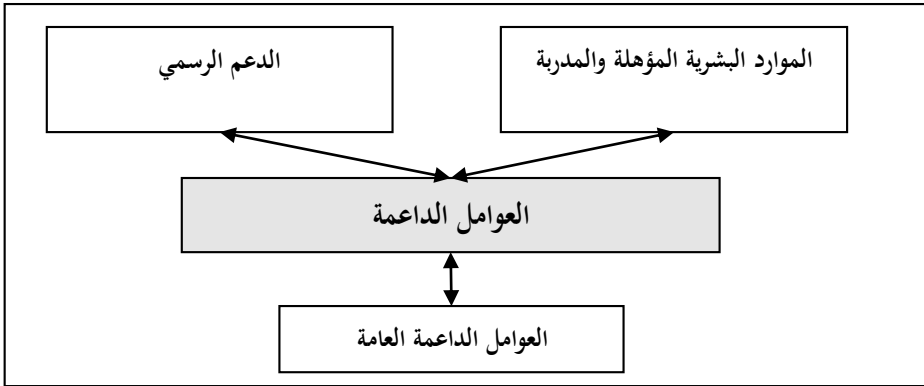 الموارد البشرية المؤهلة والمدربة
الدعم الرسمي
العوامل الداعمة
العوامل الداعمة العامة